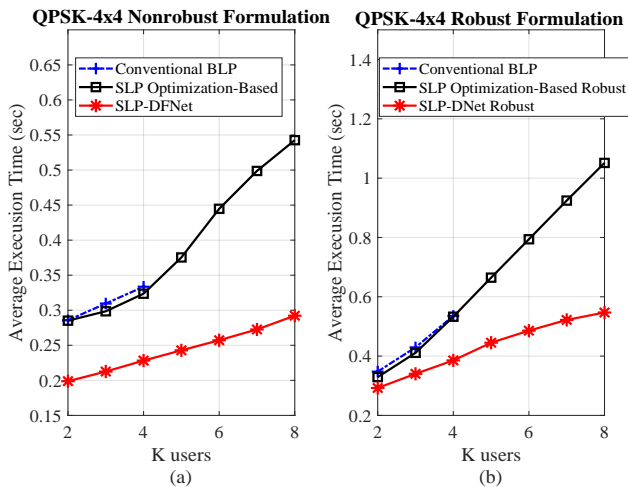 QPSK-4x4 Nonrobust Formulation
0.65
0.6
0.55
0.5
0.45
0.4
0.35
0.3
0.25
0.2
0.15
Average Execusion Time (sec)
Conventional BLP
SLP Optimization-Based
SLP-DFNet
2 4 6 8
K users
(a)
QPSK-4x4 Robust Formulation
1.4
1.2
1
0.8
0.6
0.4
0.2
Average Execusion Time (sec)
Conventional BLP
SLP Optimization-Based Robust
SLP-DNet Robust
2 4 6 8
K users
(b)